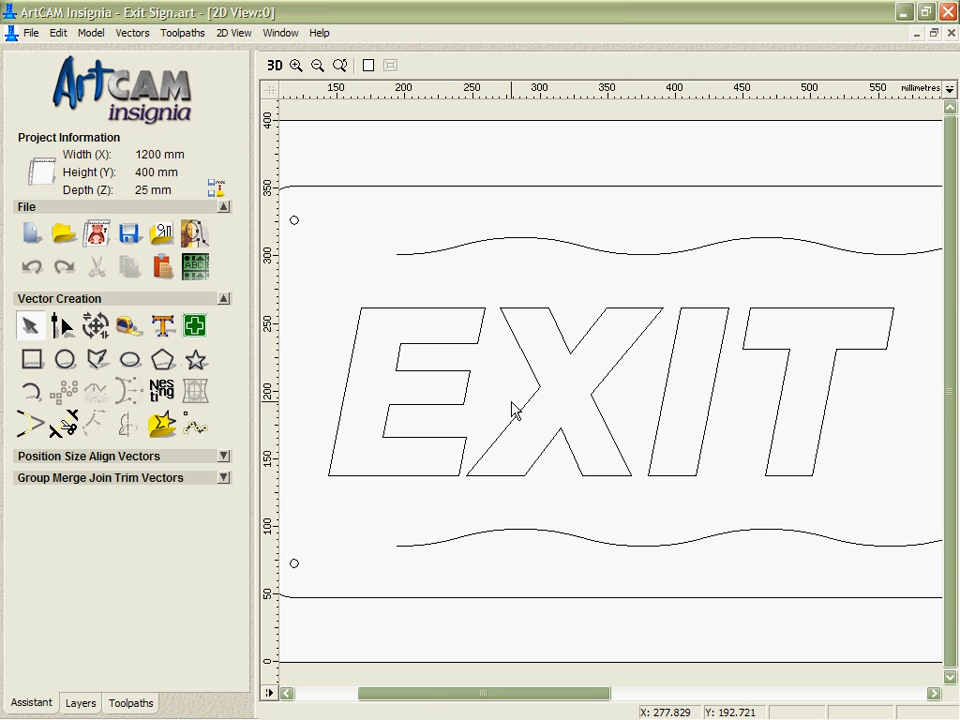 ArtCAM Insignia - Exit Sign.art - [2D View:0]
File Edit Model Vectors Toolpaths 2D View Window Help
ArtCAM
insignia
Project Information
Width (X): 1200 mm
Height (Y): 400 mm
Depth (Z): 25 mm
File
ABC
Vector Creation
Nes
ting
Position Size Align Vectors
Group Merge Join Trim Vectors
Assistant Layers Toolpaths
3D
150 200 250 300 350 400 450 500 550 millimetres
400
350
300
250
200
150
100
50
0
EXIT
X: 277.829 Y: 192.721